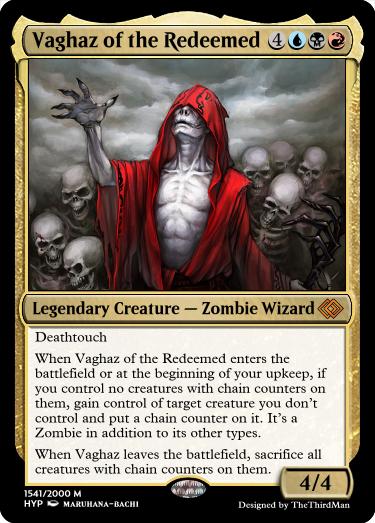 Vaghaz of the Redeemed 4
Legendary Creature — Zombie Wizard
Deathtouch
When Vaghaz of the Redeemed enters the
battlefield or at the beginning of your upkeep, if
you control no creatures with chain counters on
them, gain control of target creature you don't
control and put a chain counter on it. It's a
Zombie in addition to its other types.
When Vaghaz leaves the battlefield, sacrifice all
creatures with chain counters on them.
4/4
1541/2000 M
HYP MARUHANA-BACHI
Designed by TheThirdMan